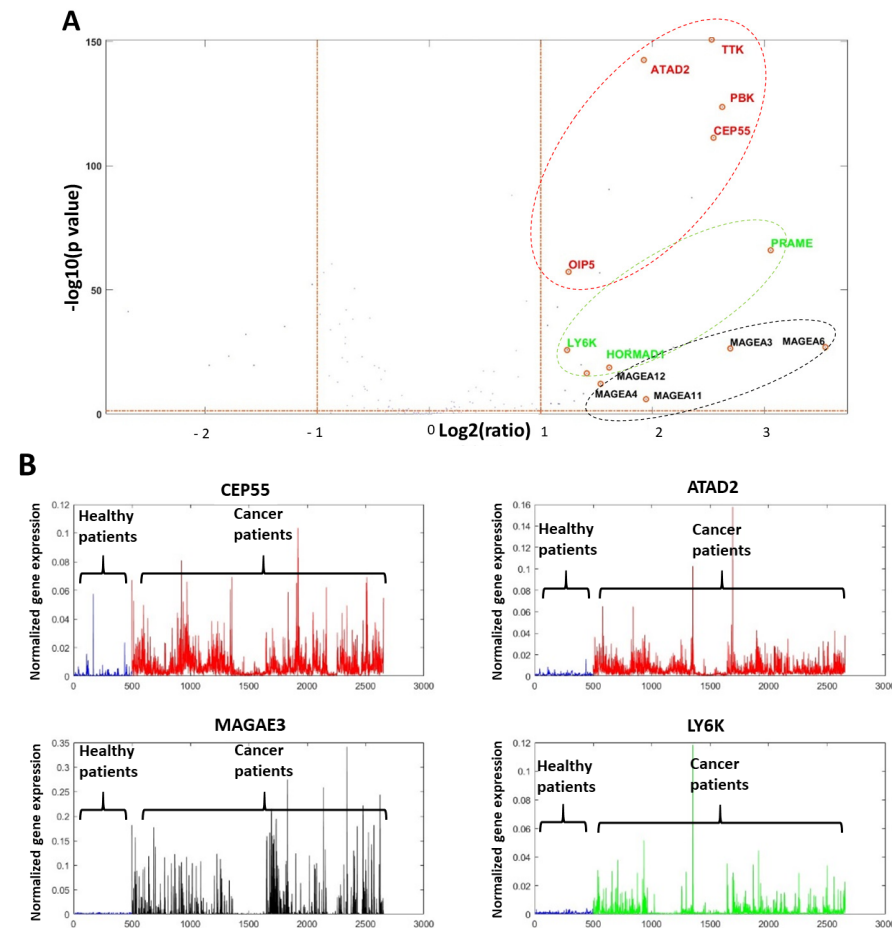 A
150
100
50
0
-log10(p value)
TTK
ATAD2
PBK
CEP55
OIP5
PRAME
LY6K
HORMAD1
MAGEA3
MAGEA6
MAGEA12
MAGEA4
MAGEA11
-2
-1
0
1
2
3
Log2(ratio)
B
CEP55
Normalized gene expression
0.12
0.1
0.08
0.06
0.04
0.02
0
Healthy
patients
Cancer
patients
0
500
1000
1500
2000
2500
3000
ATAD2
Normalized gene expression
0.16
0.14
0.12
0.1
0.08
0.06
0.04
0.02
0
Healthy
patients
Cancer
patients
0
500
1000
1500
2000
2500
3000
MAGAE3
Normalized gene expression
0.35
0.3
0.25
0.2
0.15
0.1
0.05
0
Healthy
patients
Cancer
patients
0
500
1000
1500
2000
2500
3000
LY6K
Normalized gene expression
0.12
0.1
0.08
0.06
0.04
0.02
0
Healthy
patients
Cancer
patients
0
500
1000
1500
2000
2500
3000